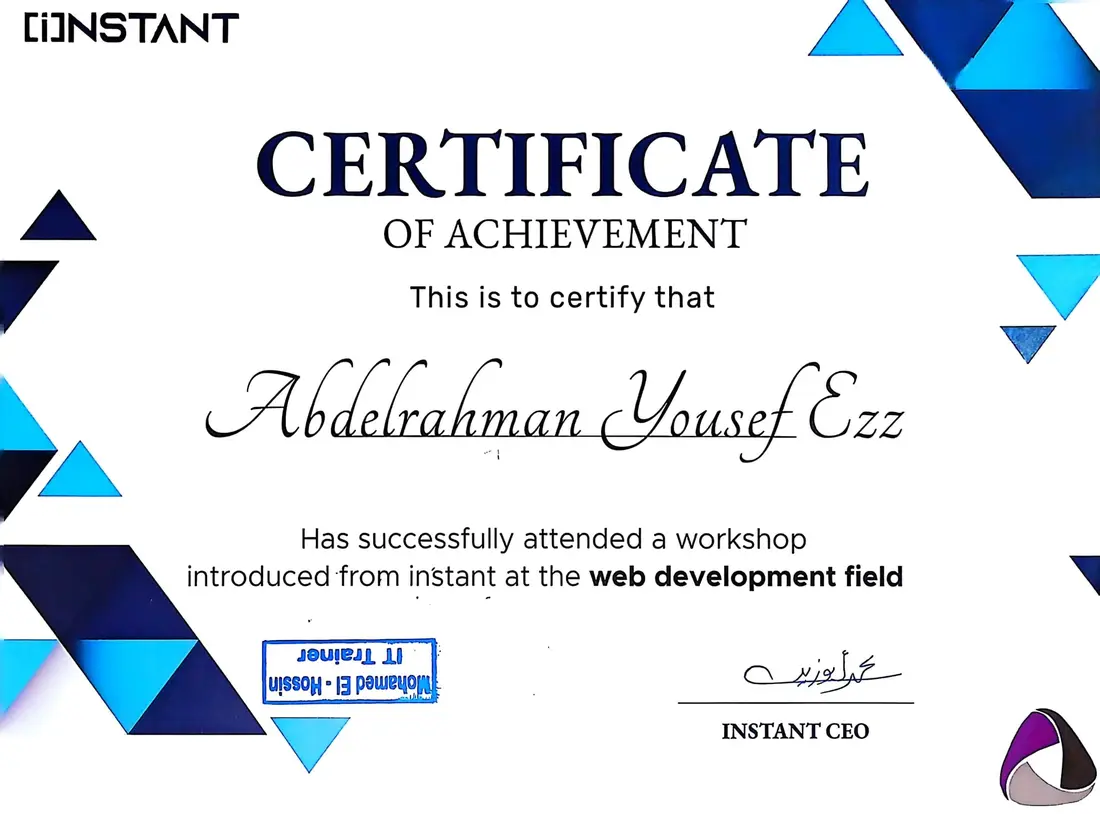 [i]NSTANT
CERTIFICATE
OF ACHIEVEMENT
This is to certify that
Abdelrahman Yousef Ezz
Has successfully attended a workshop
introduced from instant at the web development field
Mohamed El - Hossin
IT Trainer
INSTANT CEO